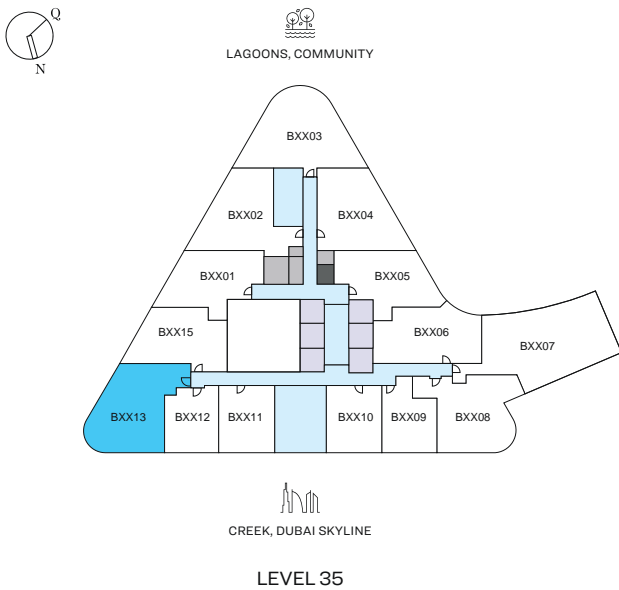 Q
N
LAGOONS, COMMUNITY
BXX03
BXX02
BXX04
BXX01
BXX05
BXX15
BXX06
BXX07
BXX13
BXX12
BXX11
BXX10
BXX09
BXX08
CREEK, DUBAI SKYLINE
LEVEL 35